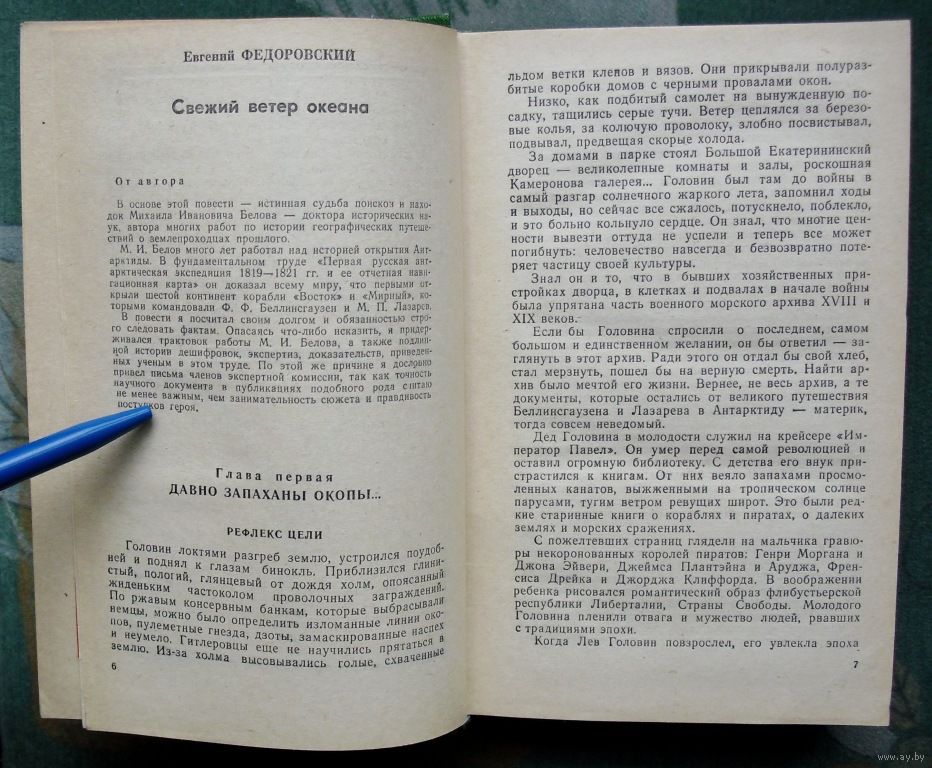 Евгений ФЕДОРОВСКИЙ
Свежий ветер океана
От автора
В основе этой повести — истинная судьба поисков и нахо-
док Михаила Ивановича Белова — доктора исторических на-
ук, автора многих работ по истории географических путеше-
ствий о землепроходцах прошлого.
М. И. Белов много лет работал над историей открытия Ан-
тарктиды. В фундаментальном труде «Первая русская ант-
арктическая экспедиция 1819—1821 гг. и ее отчетная нави-
гационная карта» он доказал всему миру, что первыми от-
крыли шестой континент корабли «Восток» и «Мирный», ко-
торыми командовали Ф. Ф. Беллинсгаузен и М. П. Лазарев.
В повести я посчитал своим долгом и обязанностью стро-
го следовать фактам. Опасаясь что-либо исказить, я придер-
живался трактовок работы М. И. Белова, а также подлин-
ной истории дешифровок, экспертиз, доказательств, приведен-
ных ученым в этом труде. По этой же причине я дословно
привел письма членов экспертной комиссии, так как точность
научного документа в публикациях подобного рода считаю
не менее важным, чем занимательность сюжета и правдивость
поступков героя.
Глава первая
ДАВНО ЗАПАХАНЫ ОКОПЫ...
РЕФЛЕКС ЦЕЛИ
Головин локтями разгреб землю, устроился поудоб-
ней и поднял к глазам бинокль. Приблизился глини-
стый, пологий, глянцевый от дождя холм, опоясанный
жиденьким частоколом проволочных заграждений.
По ржавым консервным банкам, которые выбрасывали
немцы, можно было определить изломанные линии око-
пов, пулеметные гнезда, дзоты, замаскированные наспех
и неумело. Гитлеровцы еще не научились прятаться в
землю. Из-за холма высовывались голые, схваченные
6
льдом ветки кленов и вязов. Они прикрывали полураз-
битые коробки домов с черными провалами окон.
Низко, как подбитый самолет на вынужденную по-
садку, тащились серые тучи. Ветер цеплялся за березо-
вые колья, за колючую проволоку, злобно посвистывал,
подвывал, предвещая скорые холода.
За домами в парке стоял Большой Екатерининский
дворец — великолепные комнаты и залы, роскошная
Камеронова галерея... Головин был там до войны в
самый разгар солнечного жаркого лета, запомнил ходы
и выходы, но сейчас все сжалось, потускнело, поблекло,
и это больно кольнуло сердце. Он знал, что многие цен-
ности вывезти оттуда не успели и теперь все может
погибнуть: человечество навсегда и безвозвратно поте-
ряет частицу своей культуры.
Знал он и то, что в бывших хозяйственных при-
стройках дворца, в клетках и подвалах в начале войны
была упрятана часть военного морского архива XVIII и
XIX веков.
Если бы Головина спросили о последнем, самом
большом и единственном желании, он бы ответил — за-
глянуть в этот архив. Ради этого он отдал бы свой хлеб,
стал мерзнуть, пошел бы на верную смерть. Найти ар-
хив было мечтой его жизни. Вернее, не весь архив, а те
документы, которые остались от великого путешествия
Беллинсгаузена и Лазарева в Антарктиду — материк,
тогда совсем неведомый.
Дед Головина в молодости служил на крейсере «Им-
ператор Павел». Он умер перед самой революцией и
оставил огромную библиотеку. С детства его внук при-
страстился к книгам. От них веяло запахами просмо-
ленных канатов, выжженными на тропическом солнце
парусами, тугим ветром ревущих широт. Это были ред-
кие старинные книги о кораблях и пиратах, о далеких
землях и морских сражениях.
С пожелтевших страниц глядели на мальчика гравю-
ры некоронованных королей пиратов: Генри Моргана и
Джона Эйвери, Джеймса Плантэйна и Аруджа, Френ-
сиса Дрейка и Джорджа Клиффорда. В воображении
ребенка рисовался романтический образ флибустьерской
республики Либерталии, Страны Свободы. Молодого
Головина пленили отвага и мужество людей, рвавших
с традициями эпохи.
Когда Лев Головин повзрослел, его увлекла эпоха
7
www.ay.by